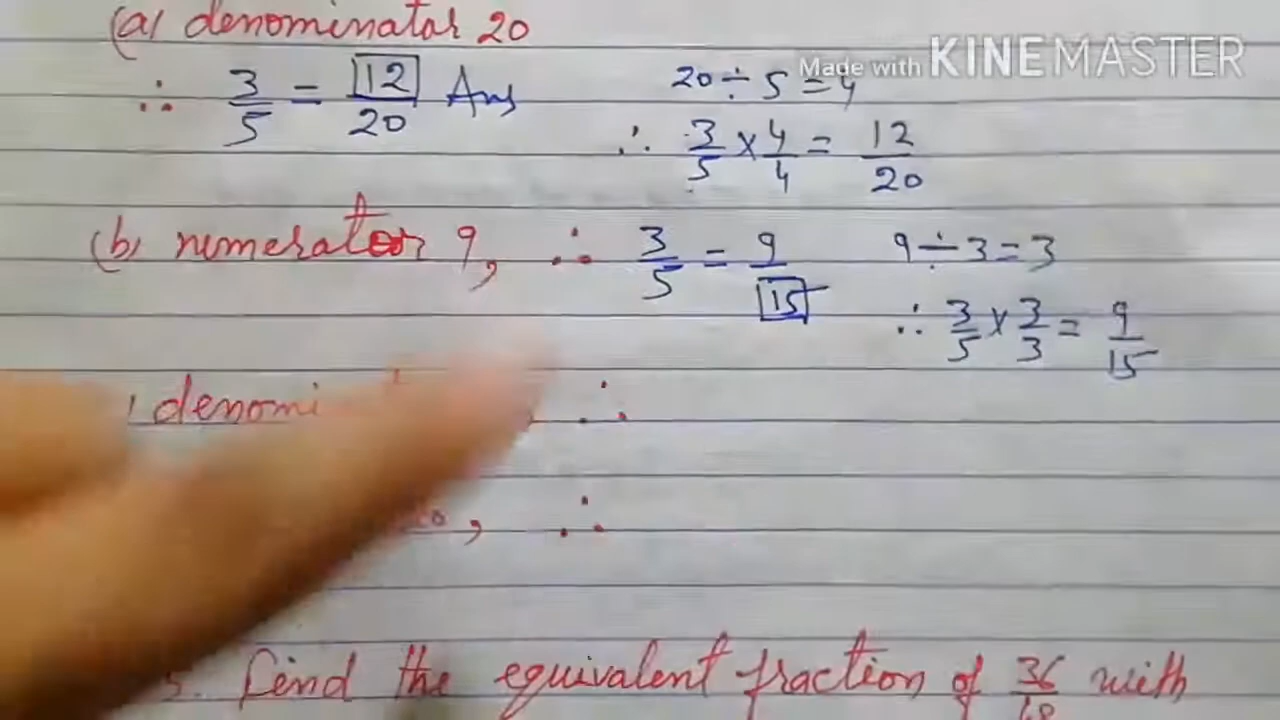 (a) denominator 20
Made with KINEMASTER
∴ 3/5 = 12/20 Ans
20 ÷ 5 = 4
∴ 3/5 × 4/4 = 12/20
(b) numerator 9, ∴ 3/5 = 9/15
9 ÷ 3 = 3
∴ 3/5 × 3/3 = 9/15
∴
, ∴
5. Find the equivalent fraction of 36/48 with